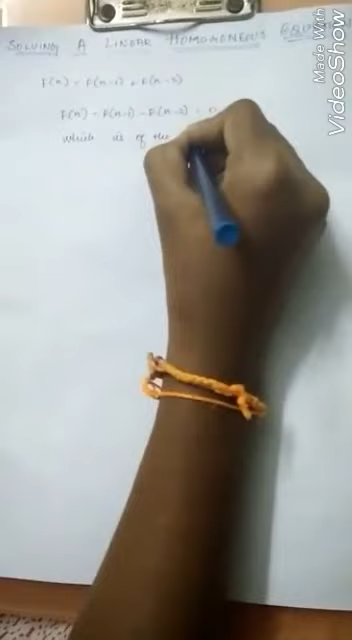 SOLVING A LINEAR HOMOGENEOUS
F(n) = F(n-1) + F(n-2)
F(n) - F(n-1) - F(n-2) = 0
which is of the
Made With
VideoShow